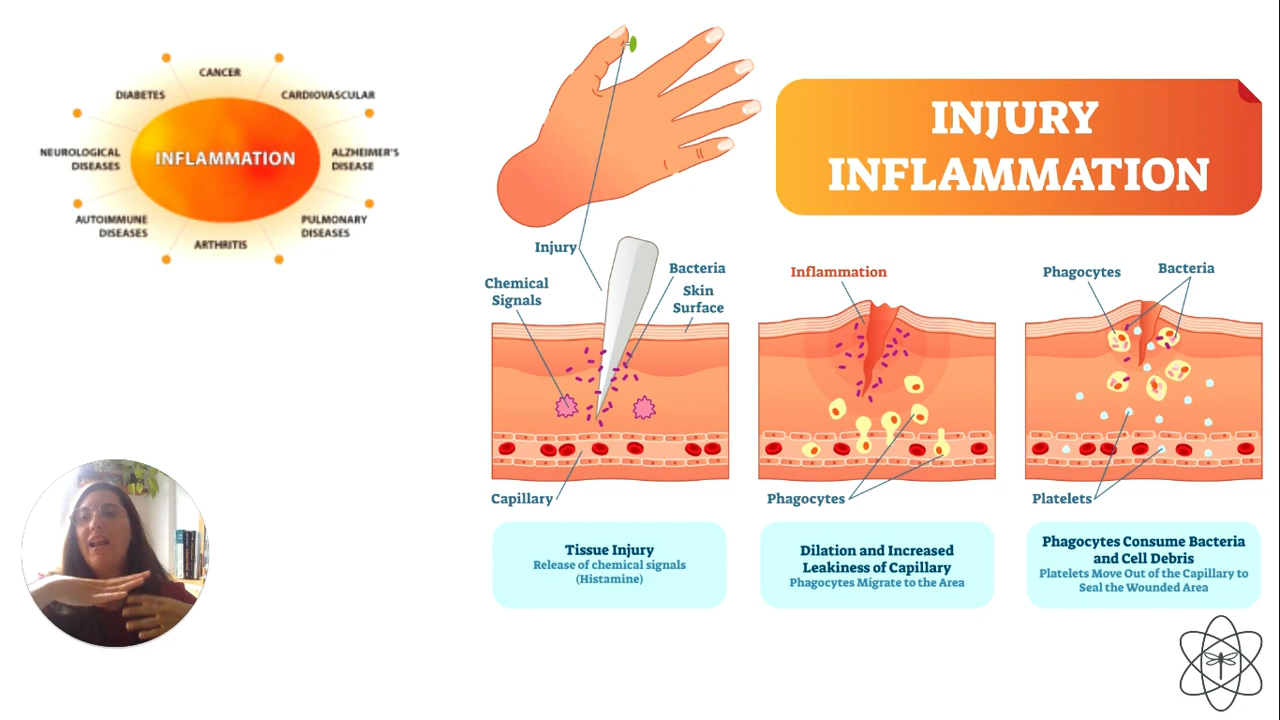 CANCER
DIABETES
CARDIOVASCULAR
NEUROLOGICAL
DISEASES
INFLAMMATION
ALZHEIMER'S
DISEASE
AUTOIMMUNE
DISEASES
PULMONARY
DISEASES
ARTHRITIS
INJURY
INFLAMMATION
Injury
Chemical
Signals
Bacteria
Skin
Surface
Capillary
Inflammation
Phagocytes
Phagocytes
Bacteria
Platelets
Tissue Injury
Release of chemical signals
(Histamine)
Dilation and Increased
Leakiness of Capillary
Phagocytes Migrate to the Area
Phagocytes Consume Bacteria
and Cell Debris
Platelets Move Out of the Capillary to
Seal the Wounded Area